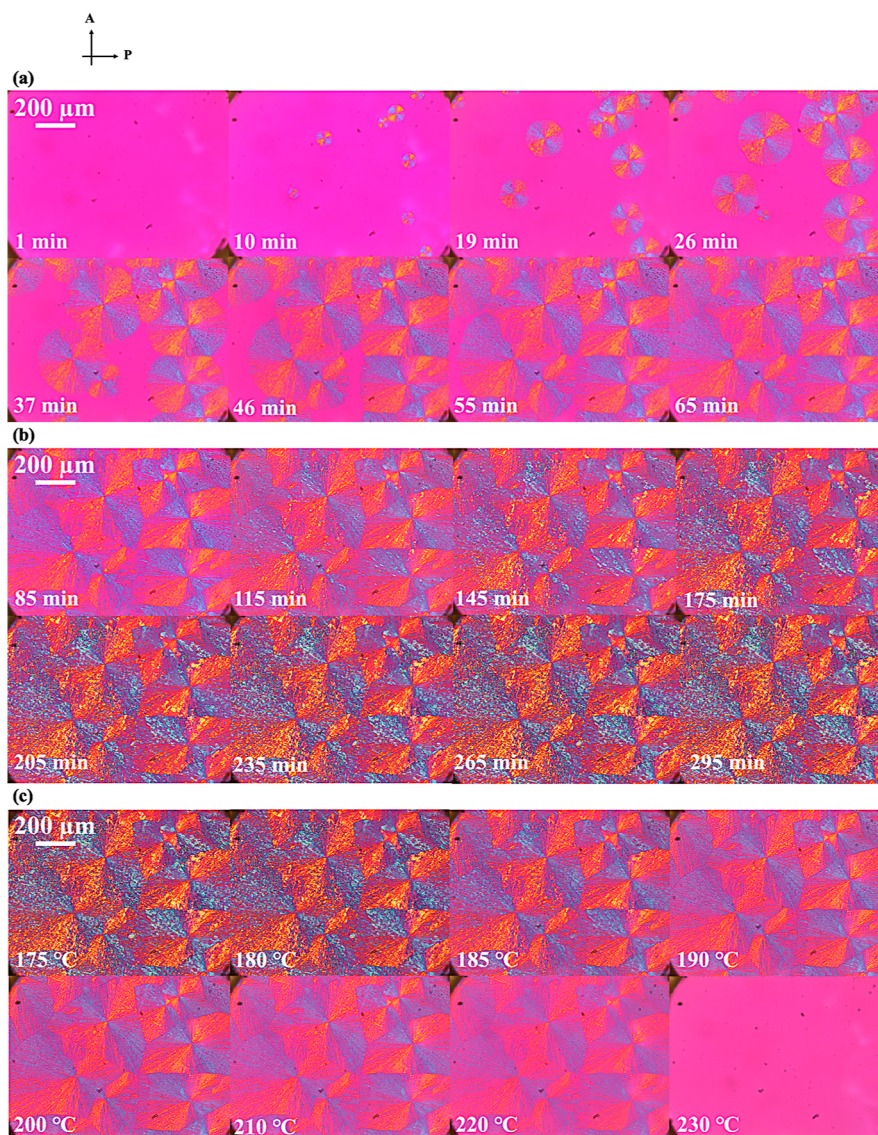 A
P
(a)
200 µm
1 min 10 min 19 min 26 min
37 min 46 min 55 min 65 min
(b)
200 µm
85 min 115 min 145 min 175 min
205 min 235 min 265 min 295 min
(c)
200 µm
175 °C 180 °C 185 °C 190 °C
200 °C 210 °C 220 °C 230 °C